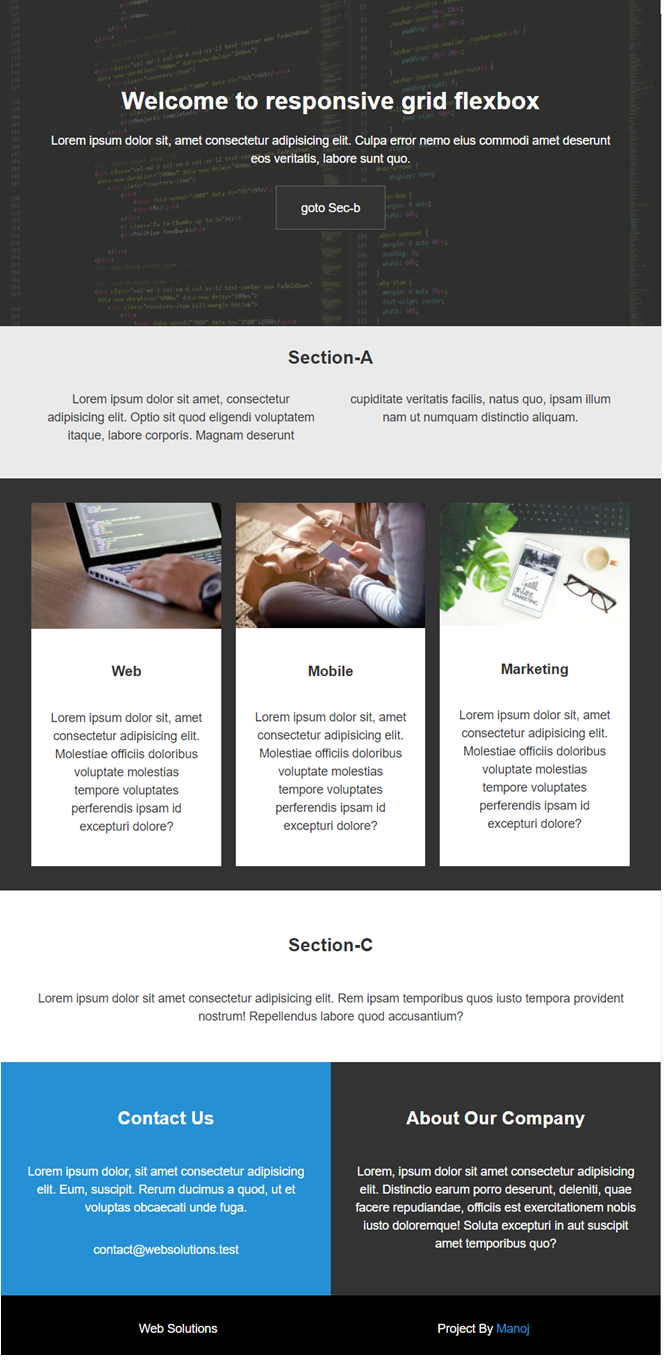 Welcome to responsive grid flexbox
Lorem ipsum dolor sit, amet consectetur adipisicing elit. Culpa error nemo eius commodi amet deserunt
eos veritatis, labore sunt quo.
goto Sec-b
Section-A
Lorem ipsum dolor sit amet, consectetur
adipisicing elit. Optio sit quod eligendi voluptatem
itaque, labore corporis. Magnam deserunt
cupiditate veritatis facilis, natus quo, ipsam illum
nam ut numquam distinctio aliquam.
Web
Lorem ipsum dolor sit, amet
consectetur adipisicing elit.
Molestiae officiis doloribus
voluptate molestias
tempore voluptates
perferendis ipsam id
excepturi dolore?
Mobile
Lorem ipsum dolor sit, amet
consectetur adipisicing elit.
Molestiae officiis doloribus
voluptate molestias
tempore voluptates
perferendis ipsam id
excepturi dolore?
MARKETING
Marketing
Lorem ipsum dolor sit, amet
consectetur adipisicing elit.
Molestiae officiis doloribus
voluptate molestias
tempore voluptates
perferendis ipsam id
excepturi dolore?
Section-C
Lorem ipsum dolor sit amet consectetur adipisicing elit. Rem ipsam temporibus quos iusto tempora provident
nostrum! Repellendus labore quod accusantium?
Contact Us
Lorem ipsum dolor, sit amet consectetur adipisicing
elit. Eum, suscipit. Rerum ducimus a quod, ut et
voluptas obcaecati unde fuga.
contact@websolutions.test
About Our Company
Lorem, ipsum dolor sit amet consectetur adipisicing
elit. Distinctio earum porro deserunt, deleniti, quae
facere repudiandae, officiis est exercitationem nobis
iusto doloremque! Soluta excepturi in aut suscipit
amet temporibus quo?
Web Solutions
Project By Manoj